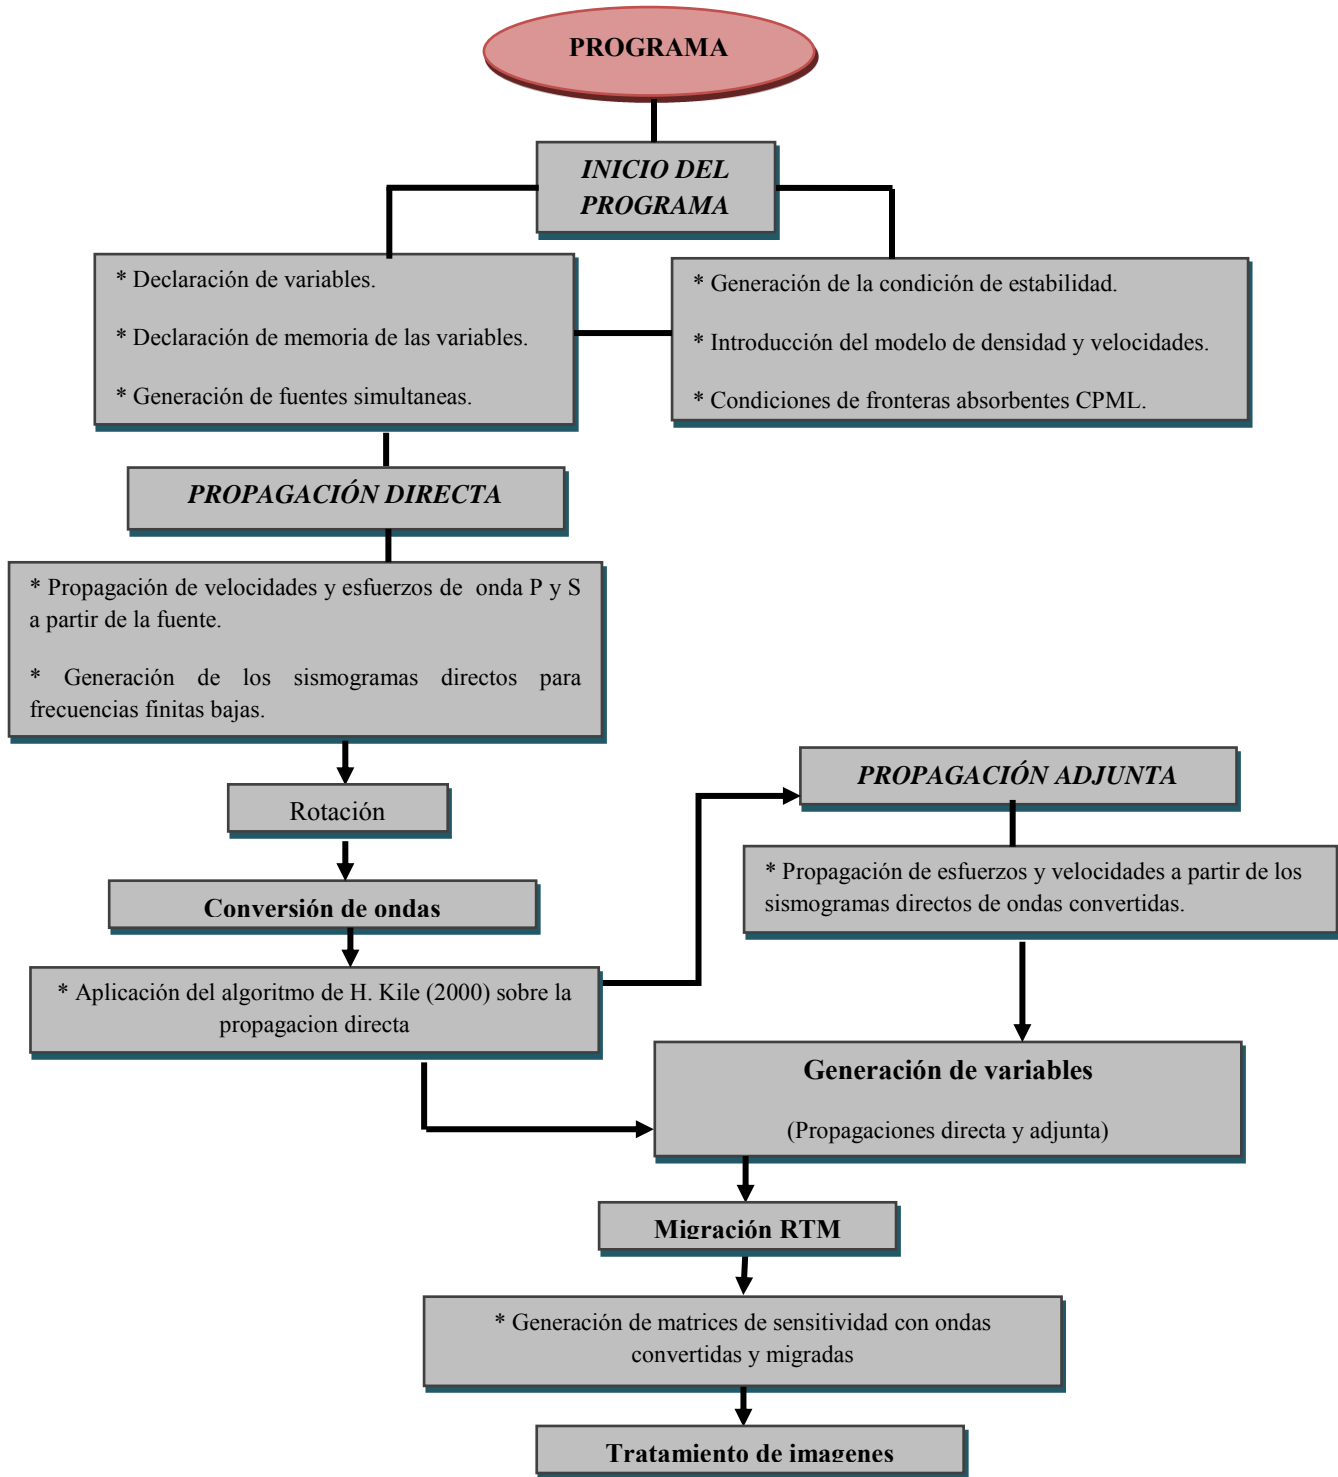 PROGRAMA
INICIO DEL
PROGRAMA
* Declaración de variables.
* Declaración de memoria de las variables.
* Generación de fuentes simultaneas.
* Generación de la condición de estabilidad.
* Introducción del modelo de densidad y velocidades.
* Condiciones de fronteras absorbentes CPML.
PROPAGACIÓN DIRECTA
* Propagación de velocidades y esfuerzos de onda P y S
a partir de la fuente.
* Generación de los sismogramas directos para
frecuencias finitas bajas.
Rotación
Conversión de ondas
* Aplicación del algoritmo de H. Kile (2000) sobre la
propagacion directa
PROPAGACIÓN ADJUNTA
* Propagación de esfuerzos y velocidades a partir de los
sismogramas directos de ondas convertidas.
Generación de variables
(Propagaciones directa y adjunta)
Migración RTM
* Generación de matrices de sensitividad con ondas
convertidas y migradas
Tratamiento de imagenes